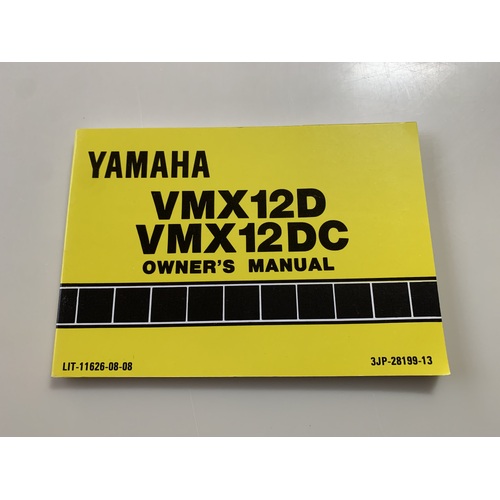 YAMAHA
VMX12D
VMX12DC
OWNER'S MANUAL
LIT-11626-08-08
3JP-28199-13